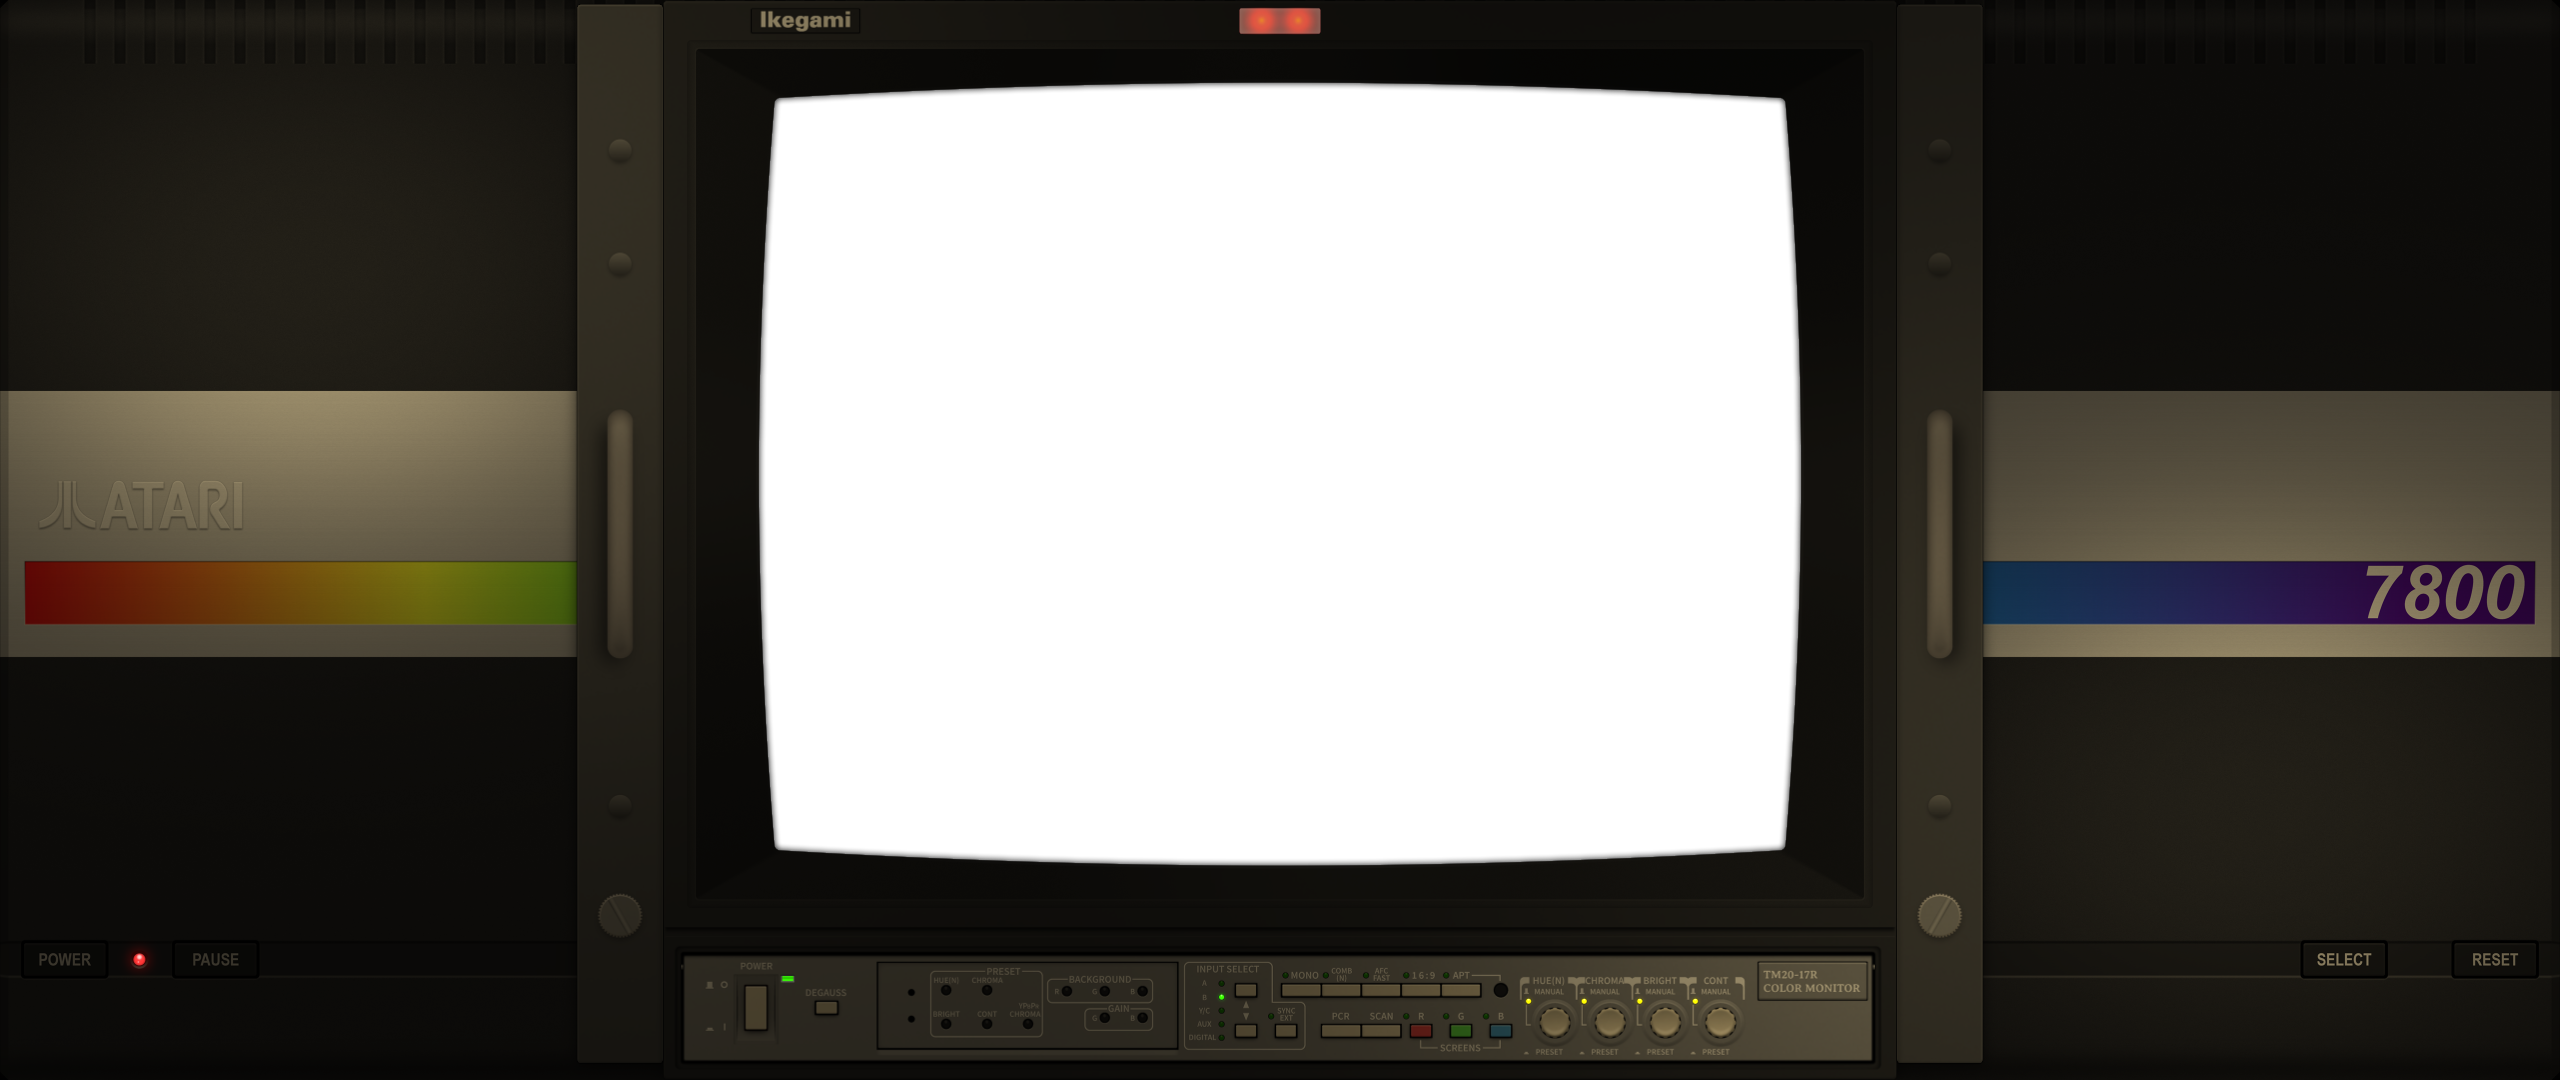 Ikegami
ATARI
7800
POWER
PAUSE
SELECT
RESET
POWER
DEGAUSS
PRESET
HUE(N)
CHROMA
BRIGHT
CONT
YPbPr
CHROMA
BACKGROUND
R
G
B
GAIN
G
B
INPUT SELECT
A
B
Y/C
AUX
DIGITAL
SYNC
EXT
MONO
COMB
(N)
AFC
FAST
16:9
APT
PCR
SCAN
R
G
B
SCREENS
HUE(N)
CHROMA
BRIGHT
CONT
MANUAL
MANUAL
MANUAL
MANUAL
PRESET
PRESET
PRESET
PRESET
TM20-17R
COLOR MONITOR